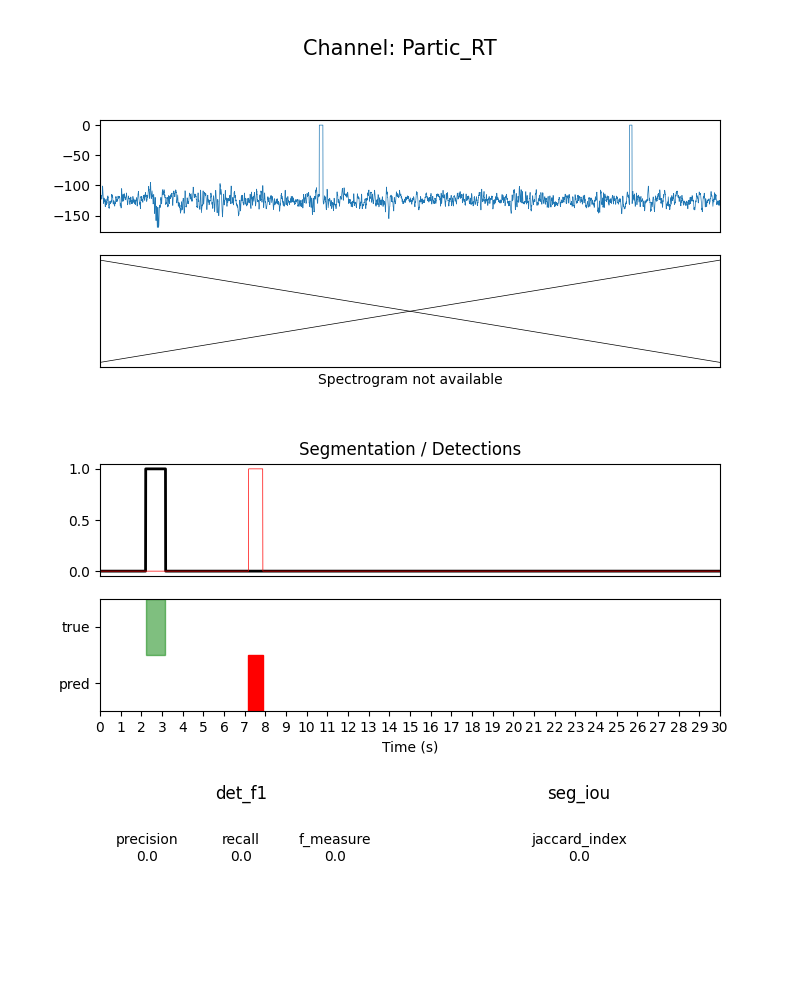 Channel: Partic_RT
0
−50
−100
−150
Spectrogram not available
Segmentation / Detections
1.0
0.5
0.0
true
pred
0 1 2 3 4 5 6 7 8 9 10 11 12 13 14 15 16 17 18 19 20 21 22 23 24 25 26 27 28 29 30
Time (s)
det_f1 seg_iou
precision recall f_measure jaccard_index
0.0 0.0 0.0 0.0